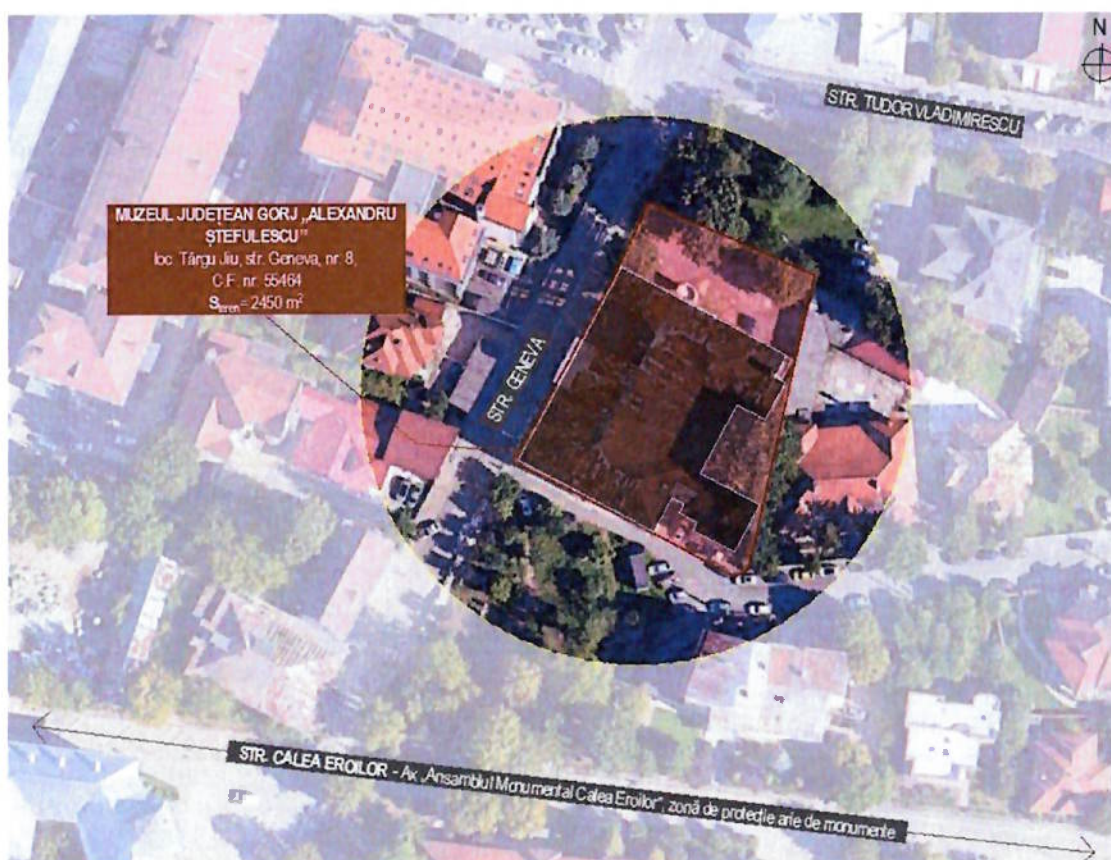 N
STR. TUDOR VLADIMIRESCU
MUZEUL JUDEȚEAN GORJ „ALEXANDRU
ȘTEFULESCU"
loc. Târgu Jiu, str. Geneva, nr. 8,
C.F. nr. 55464
Steren= 2450 m²
STR. GENEVA
STR. CALEA EROILOR - Ax „Ansamblul Monumental Calea Eroilor", zonă de protecție arie de monumente